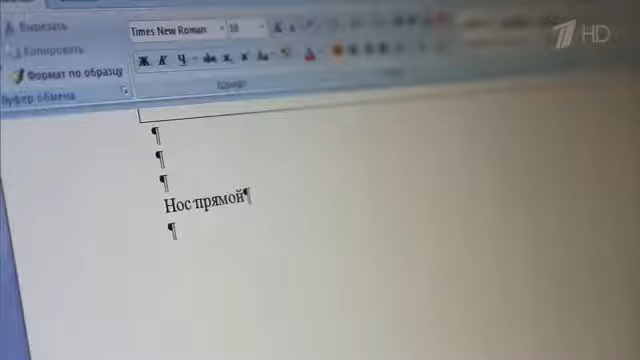 Вырезать
Копировать
Формат по образцу
Буфер обмена
Times New Roman
Ж К Ч
Шрифт
HD
¶
¶
¶
Нос·прямой¶
¶